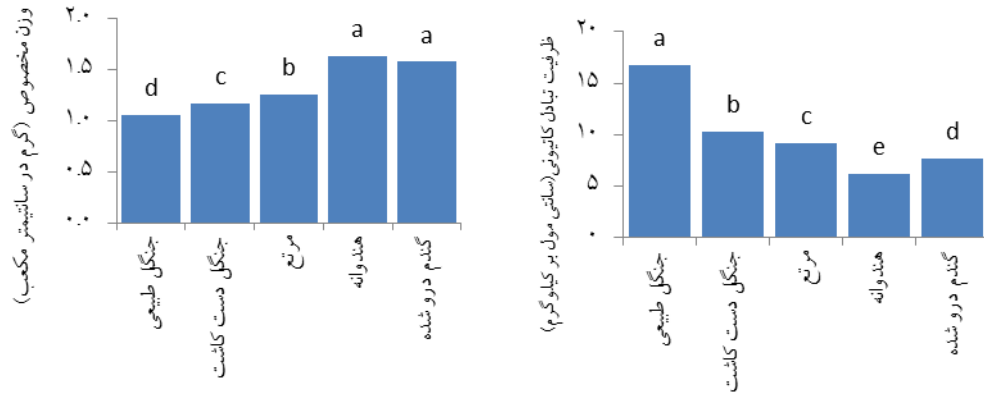 وزن مخصوص (گرم در سانتیمتر مکعب)
۲.۰
۱.۵
۱.۰
۰.۵
۰.۰
d
c
b
a
a
جنگل طبیعی
جنگل دست کاشت
مرتع
هندوانه
گندم درو شده
ظرفیت تبادل کاتیونی(سانتی مول بر کیلوگرم)
۲۰
۱۵
۱۰
۵
۰
a
b
c
e
d
جنگل طبیعی
جنگل دست کاشت
مرتع
هندوانه
گندم درو شده